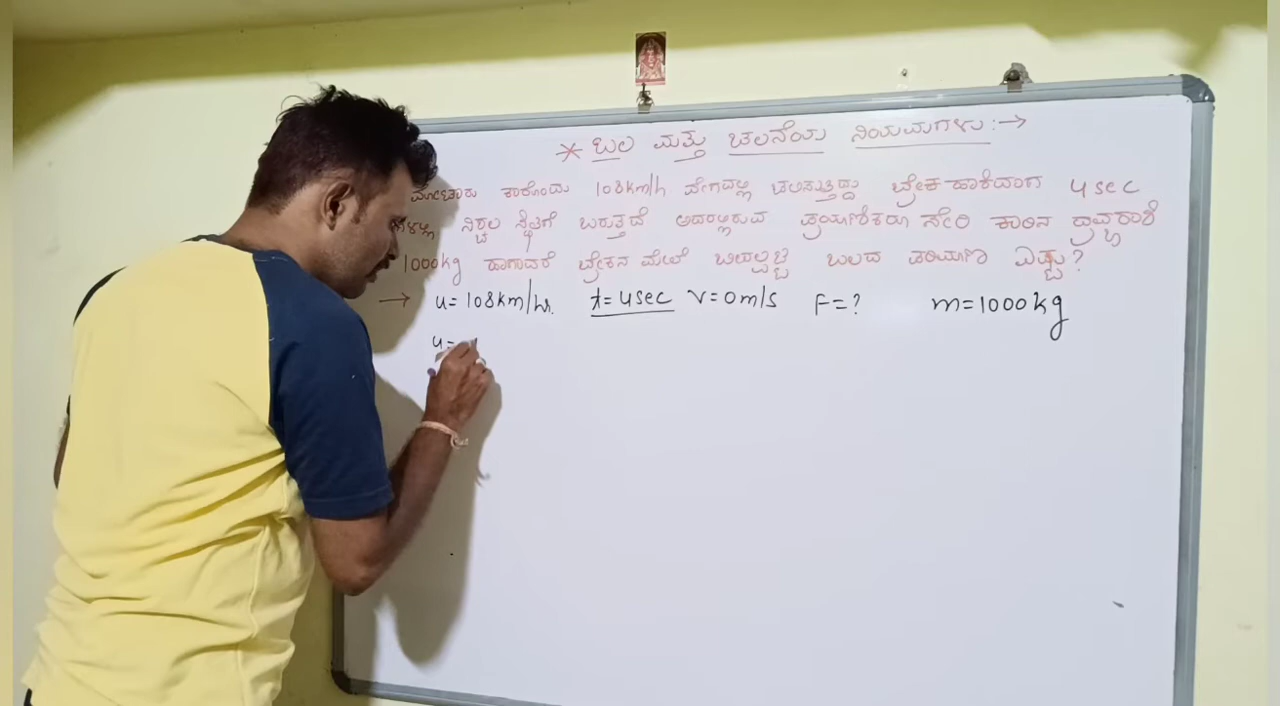 * ಬಲ ಮತ್ತು ಚಲನೆಯ ನಿಯಮಗಳು :→
ಮೋಟಾರು ಕಾರೊಂದು 108km/h ವೇಗದಲ್ಲಿ ಚಲಿಸುತ್ತಿದ್ದು ಬ್ರೇಕ ಹಾಕಿದಾಗ 4 sec
ಗಳಲ್ಲಿ ನಿಶ್ಚಲ ಸ್ಥಿತಿಗೆ ಬರುತ್ತದೆ ಅದರಲ್ಲಿರುವ ಪ್ರಯಾಣಿಕರೂ ಸೇರಿ ಕಾರಿನ ದ್ರವ್ಯರಾಶಿ
1000kg ಹಾಗಾದರೆ ಬ್ರೇಕಿನ ಮೇಲೆ ಬಲದ ಪರಿಮಾಣ ಎಷ್ಟು?
→ u = 108km/hr. t = 4sec v = 0m/s F = ? m = 1000kg
u =